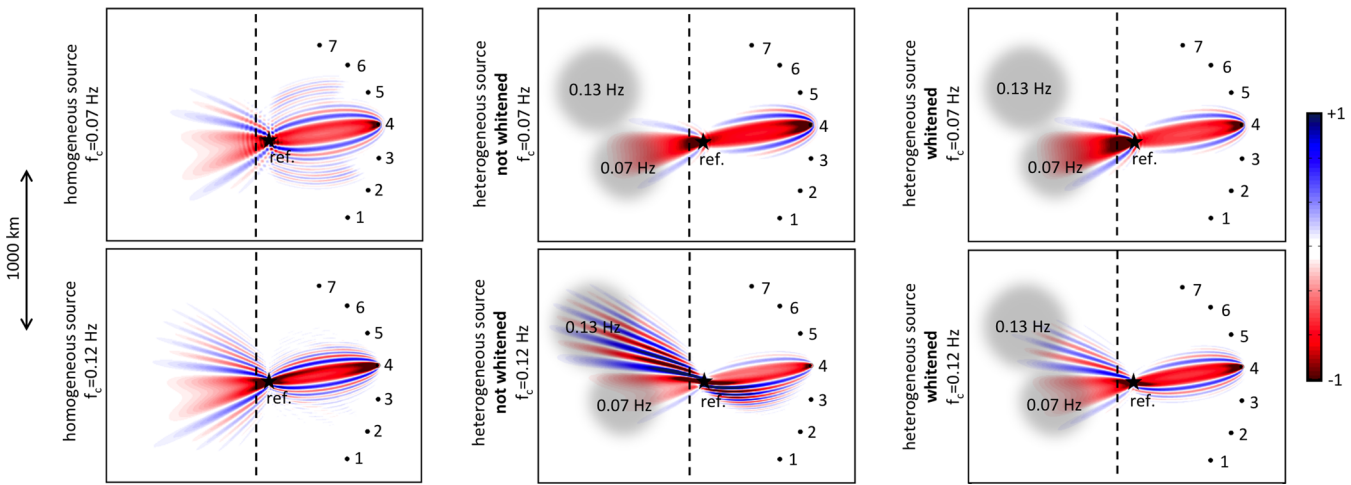 1000 km
homogeneous source
f_c=0.07 Hz
7
6
5
4
3
2
1
ref.
heterogeneous source
not whitened
f_c=0.07 Hz
0.13 Hz
0.07 Hz
7
6
5
4
3
2
1
ref.
heterogeneous source
whitened
f_c=0.07 Hz
0.13 Hz
0.07 Hz
7
6
5
4
3
2
1
ref.
homogeneous source
f_c=0.12 Hz
7
6
5
4
3
2
1
ref.
heterogeneous source
not whitened
f_c=0.12 Hz
0.13 Hz
0.07 Hz
7
6
5
4
3
2
1
ref.
heterogeneous source
whitened
f_c=0.12 Hz
0.13 Hz
0.07 Hz
7
6
5
4
3
2
1
ref.
+1
-1